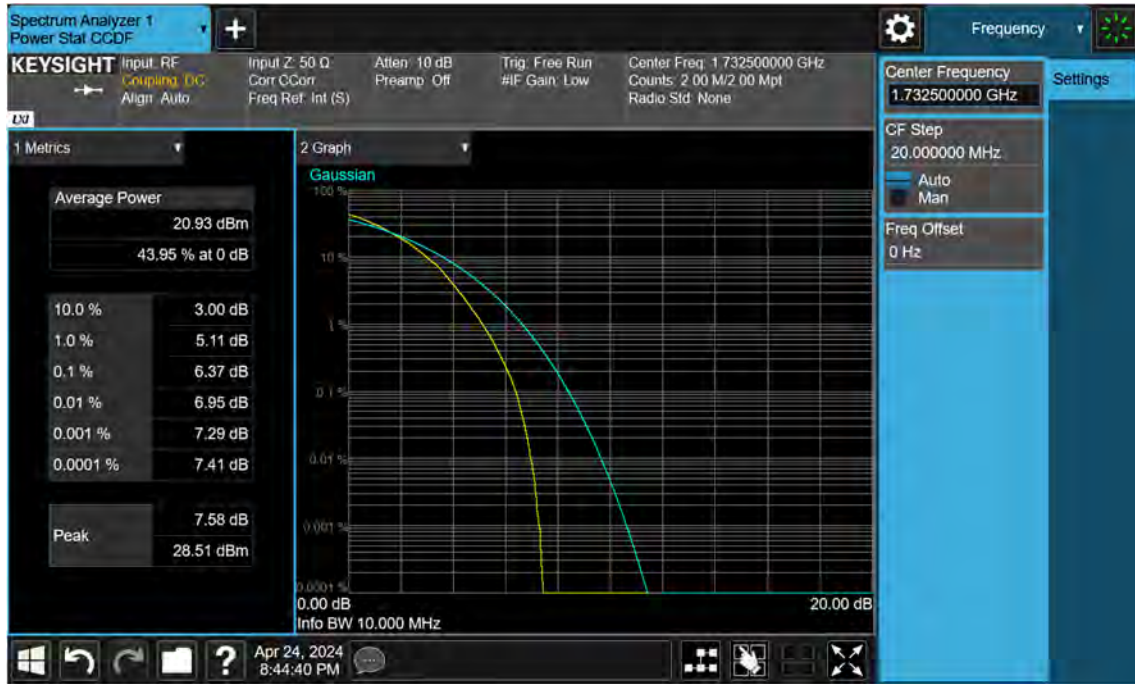 Spectrum Analyzer 1
Power Stat CCDF
+
Frequency
KEYSIGHT
Input: RF
Coupling: DC
Align: Auto
Input Z: 50 Ω
Corr CCorr
Freq Ref: Int (S)
Atten: 10 dB
Preamp: Off
Trig: Free Run
#IF Gain: Low
Center Freq: 1.732500000 GHz
Counts: 2.00 M/2.00 Mpt
Radio Std: None
LXI
Center Frequency
1.732500000 GHz
Settings
CF Step
20.000000 MHz
Auto
Man
Freq Offset
0 Hz
1 Metrics
Average Power
20.93 dBm
43.95 % at 0 dB
10.0 % 3.00 dB
1.0 % 5.11 dB
0.1 % 6.37 dB
0.01 % 6.95 dB
0.001 % 7.29 dB
0.0001 % 7.41 dB
Peak
7.58 dB
28.51 dBm
2 Graph
Gaussian
100 %
10 %
1 %
0.1 %
0.01 %
0.001 %
0.0001 %
0.00 dB 20.00 dB
Info BW 10.000 MHz
?
Apr 24, 2024
8:44:40 PM